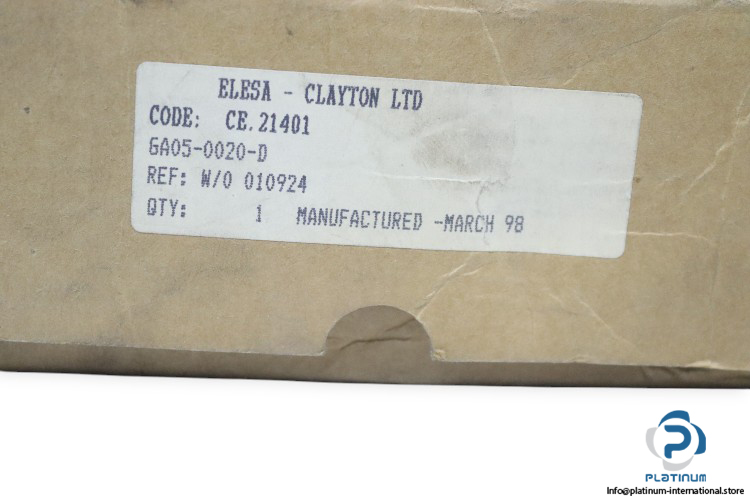 ELESA - CLAYTON LTD
CODE: CE.21401
GA05-0020-D
REF: W/O 010924
QTY: 1 MANUFACTURED -MARCH 98
PLATINUM
Info@platinum-international.store